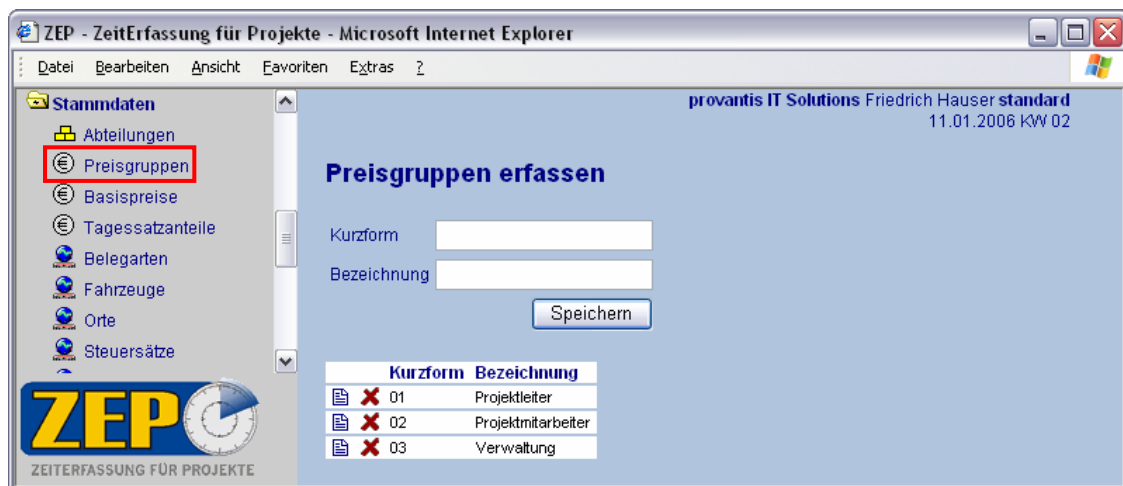 ZEP - ZeitErfassung für Projekte - Microsoft Internet Explorer
Datei Bearbeiten Ansicht Favoriten Extras ?
Stammdaten
Abteilungen
Preisgruppen
Basispreise
Tagessatzanteile
Belegarten
Fahrzeuge
Orte
Steuersätze
ZEP
ZEITERFASSUNG FÜR PROJEKTE
provantis IT Solutions Friedrich Hauser standard
11.01.2006 KW 02
Preisgruppen erfassen
Kurzform
Bezeichnung
Speichern
Kurzform Bezeichnung
01 Projektleiter
02 Projektmitarbeiter
03 Verwaltung